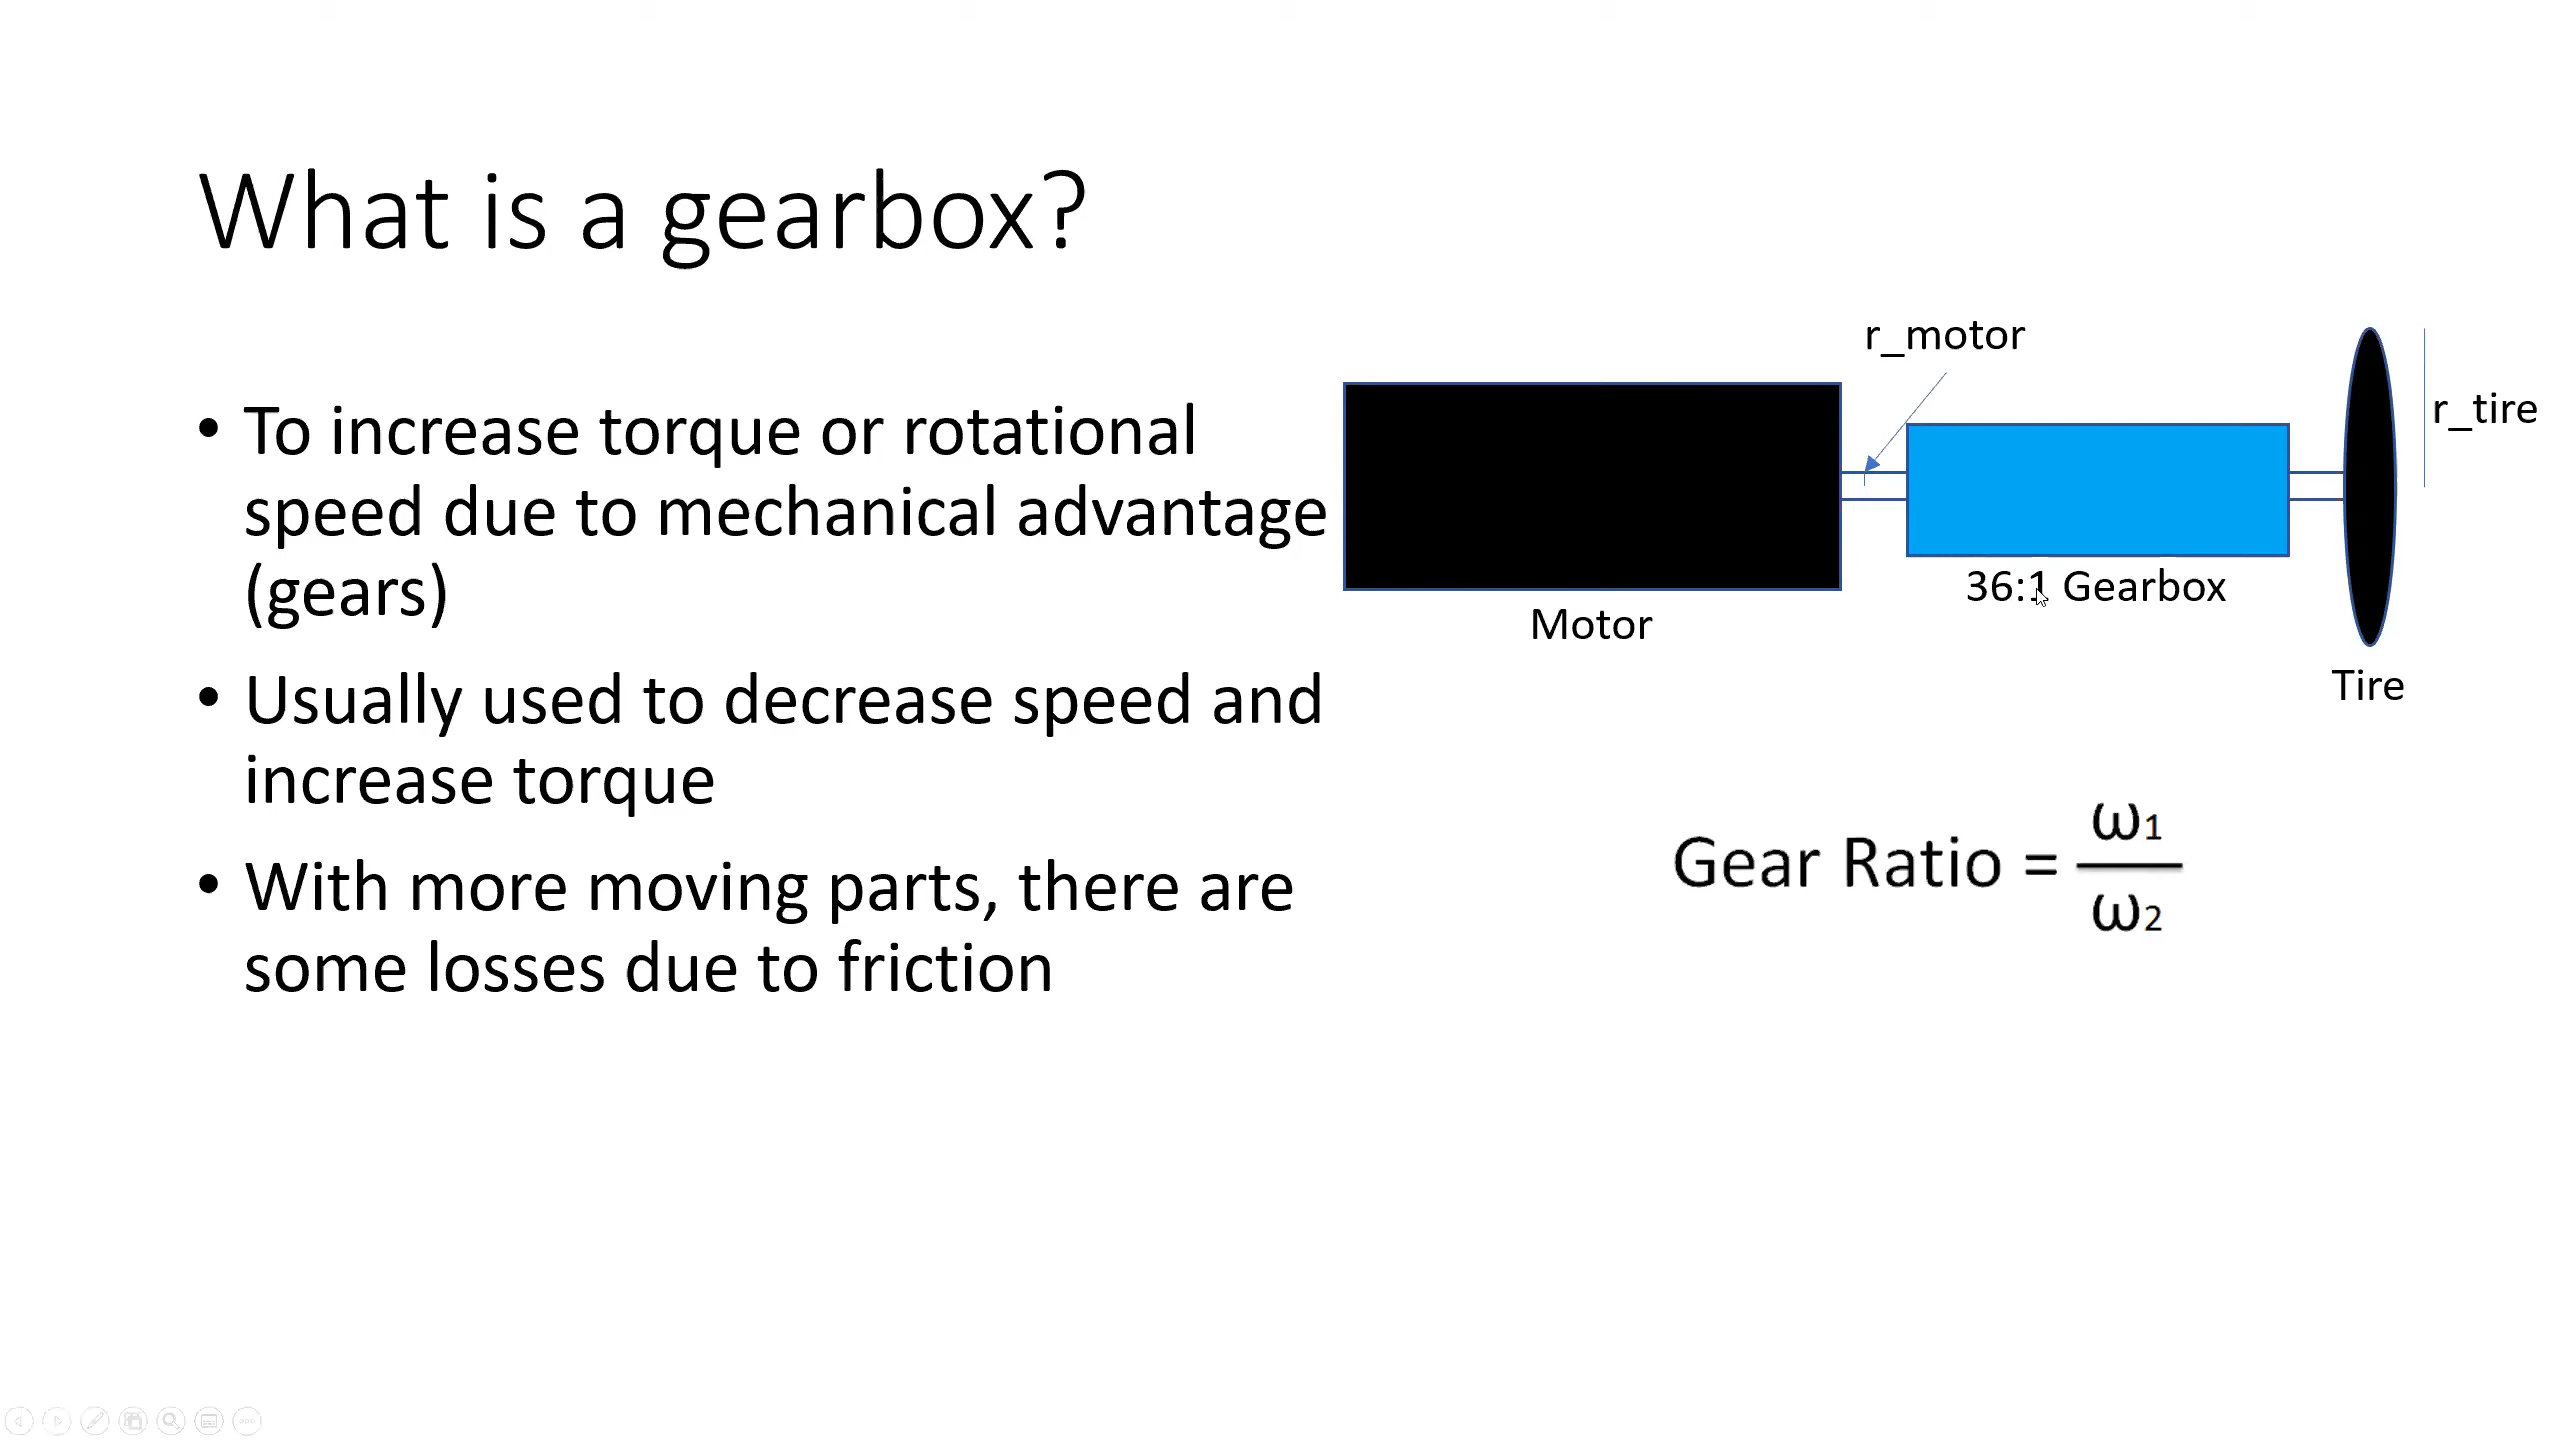 What is a gearbox?
• To increase torque or rotational
speed due to mechanical advantage
(gears)
• Usually used to decrease speed and
increase torque
• With more moving parts, there are
some losses due to friction
r_motor
r_tire
36:1 Gearbox
Motor
Tire
Gear Ratio = ω1
ω2